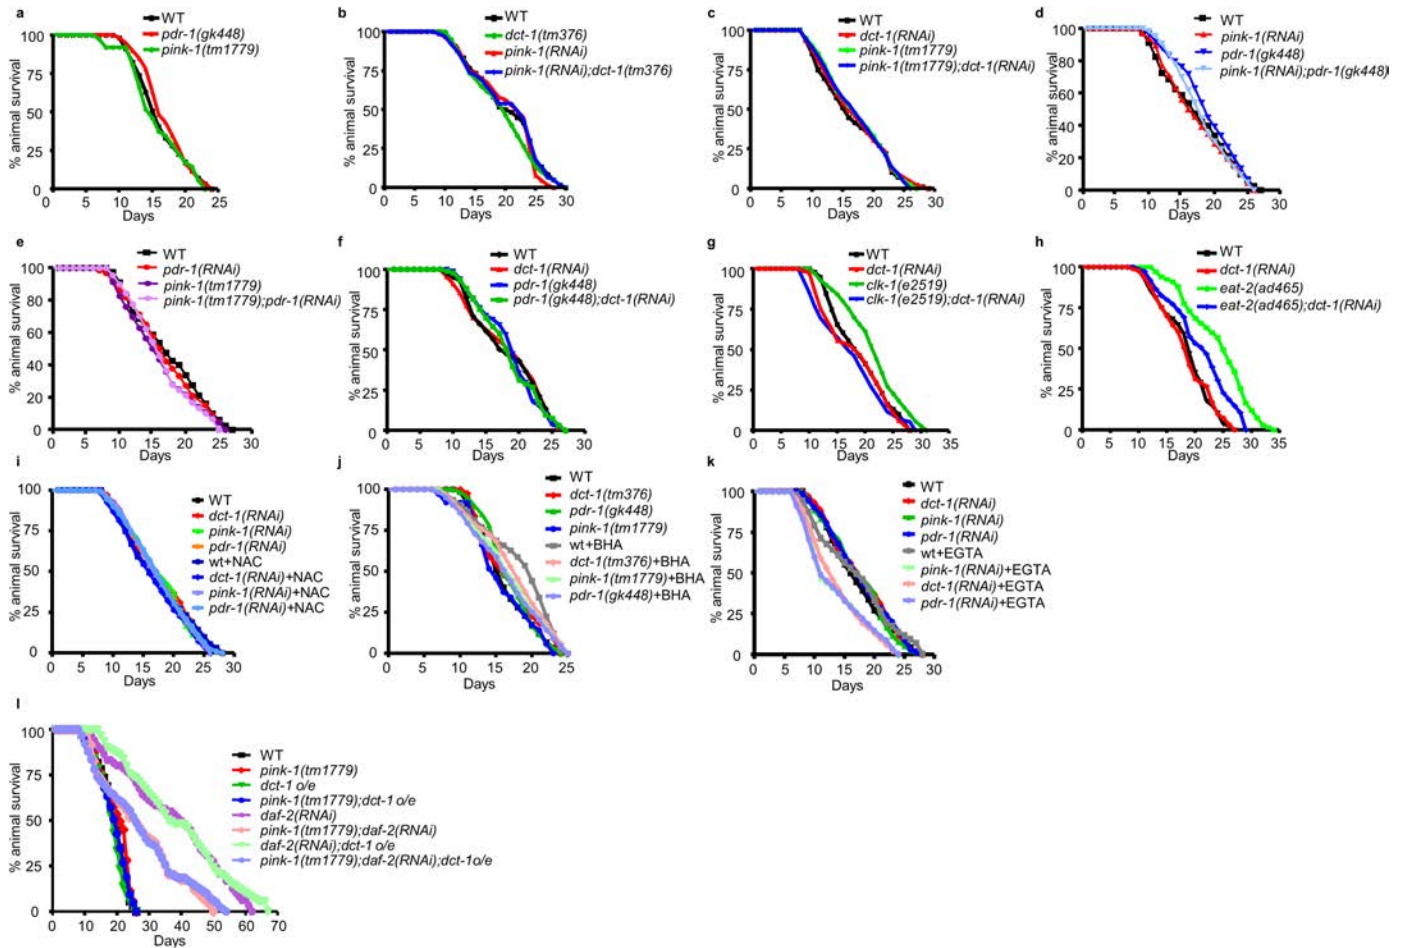 a
WT
pdr-1(gk448)
pink-1(tm1779)
% animal survival
100
75
50
25
0
0 5 10 15 20 25
Days
b
WT
dct-1(tm376)
pink-1(RNAi)
pink-1(RNAi);dct-1(tm376)
% animal survival
100
75
50
25
0
0 5 10 15 20 25 30
Days
c
WT
dct-1(RNAi)
pink-1(tm1779)
pink-1(tm1779);dct-1(RNAi)
% animal survival
100
75
50
25
0
0 5 10 15 20 25 30
Days
d
WT
pink-1(RNAi)
pdr-1(gk448)
pink-1(RNAi);pdr-1(gk448)
% animal survival
100
80
60
40
20
0
0 5 10 15 20 25 30
Days
e
WT
pdr-1(RNAi)
pink-1(tm1779)
pink-1(tm1779);pdr-1(RNAi)
% animal survival
100
80
60
40
20
0
0 5 10 15 20 25 30
Days
f
WT
dct-1(RNAi)
pdr-1(gk448)
pdr-1(gk448);dct-1(RNAi)
% animal survival
100
75
50
25
0
0 5 10 15 20 25 30
Days
g
WT
dct-1(RNAi)
clk-1(e2519)
clk-1(e2519);dct-1(RNAi)
% animal survival
100
75
50
25
0
0 5 10 15 20 25 30 35
Days
h
WT
dct-1(RNAi)
eat-2(ad465)
eat-2(ad465);dct-1(RNAi)
% animal survival
100
75
50
25
0
0 5 10 15 20 25 30 35
Days
i
WT
dct-1(RNAi)
pink-1(RNAi)
pdr-1(RNAi)
wt+NAC
dct-1(RNAi)+NAC
pink-1(RNAi)+NAC
pdr-1(RNAi)+NAC
% animal survival
100
75
50
25
0
0 5 10 15 20 25 30
Days
j
WT
dct-1(tm376)
pdr-1(gk448)
pink-1(tm1779)
wt+BHA
dct-1(tm376)+BHA
pink-1(tm1779)+BHA
pdr-1(gk448)+BHA
% animal survival
100
75
50
25
0
0 5 10 15 20 25
Days
k
WT
dct-1(RNAi)
pink-1(RNAi)
pdr-1(RNAi)
wt+EGTA
pink-1(RNAi)+EGTA
dct-1(RNAi)+EGTA
pdr-1(RNAi)+EGTA
% animal survival
100
75
50
25
0
0 5 10 15 20 25 30
Days
l
WT
pink-1(tm1779)
dct-1 o/e
pink-1(tm1779);dct-1 o/e
daf-2(RNAi)
pink-1(tm1779);daf-2(RNAi)
daf-2(RNAi);dct-1 o/e
pink-1(tm1779);daf-2(RNAi);dct-1o/e
% animal survival
100
75
50
25
0
0 10 20 30 40 50 60 70
Days